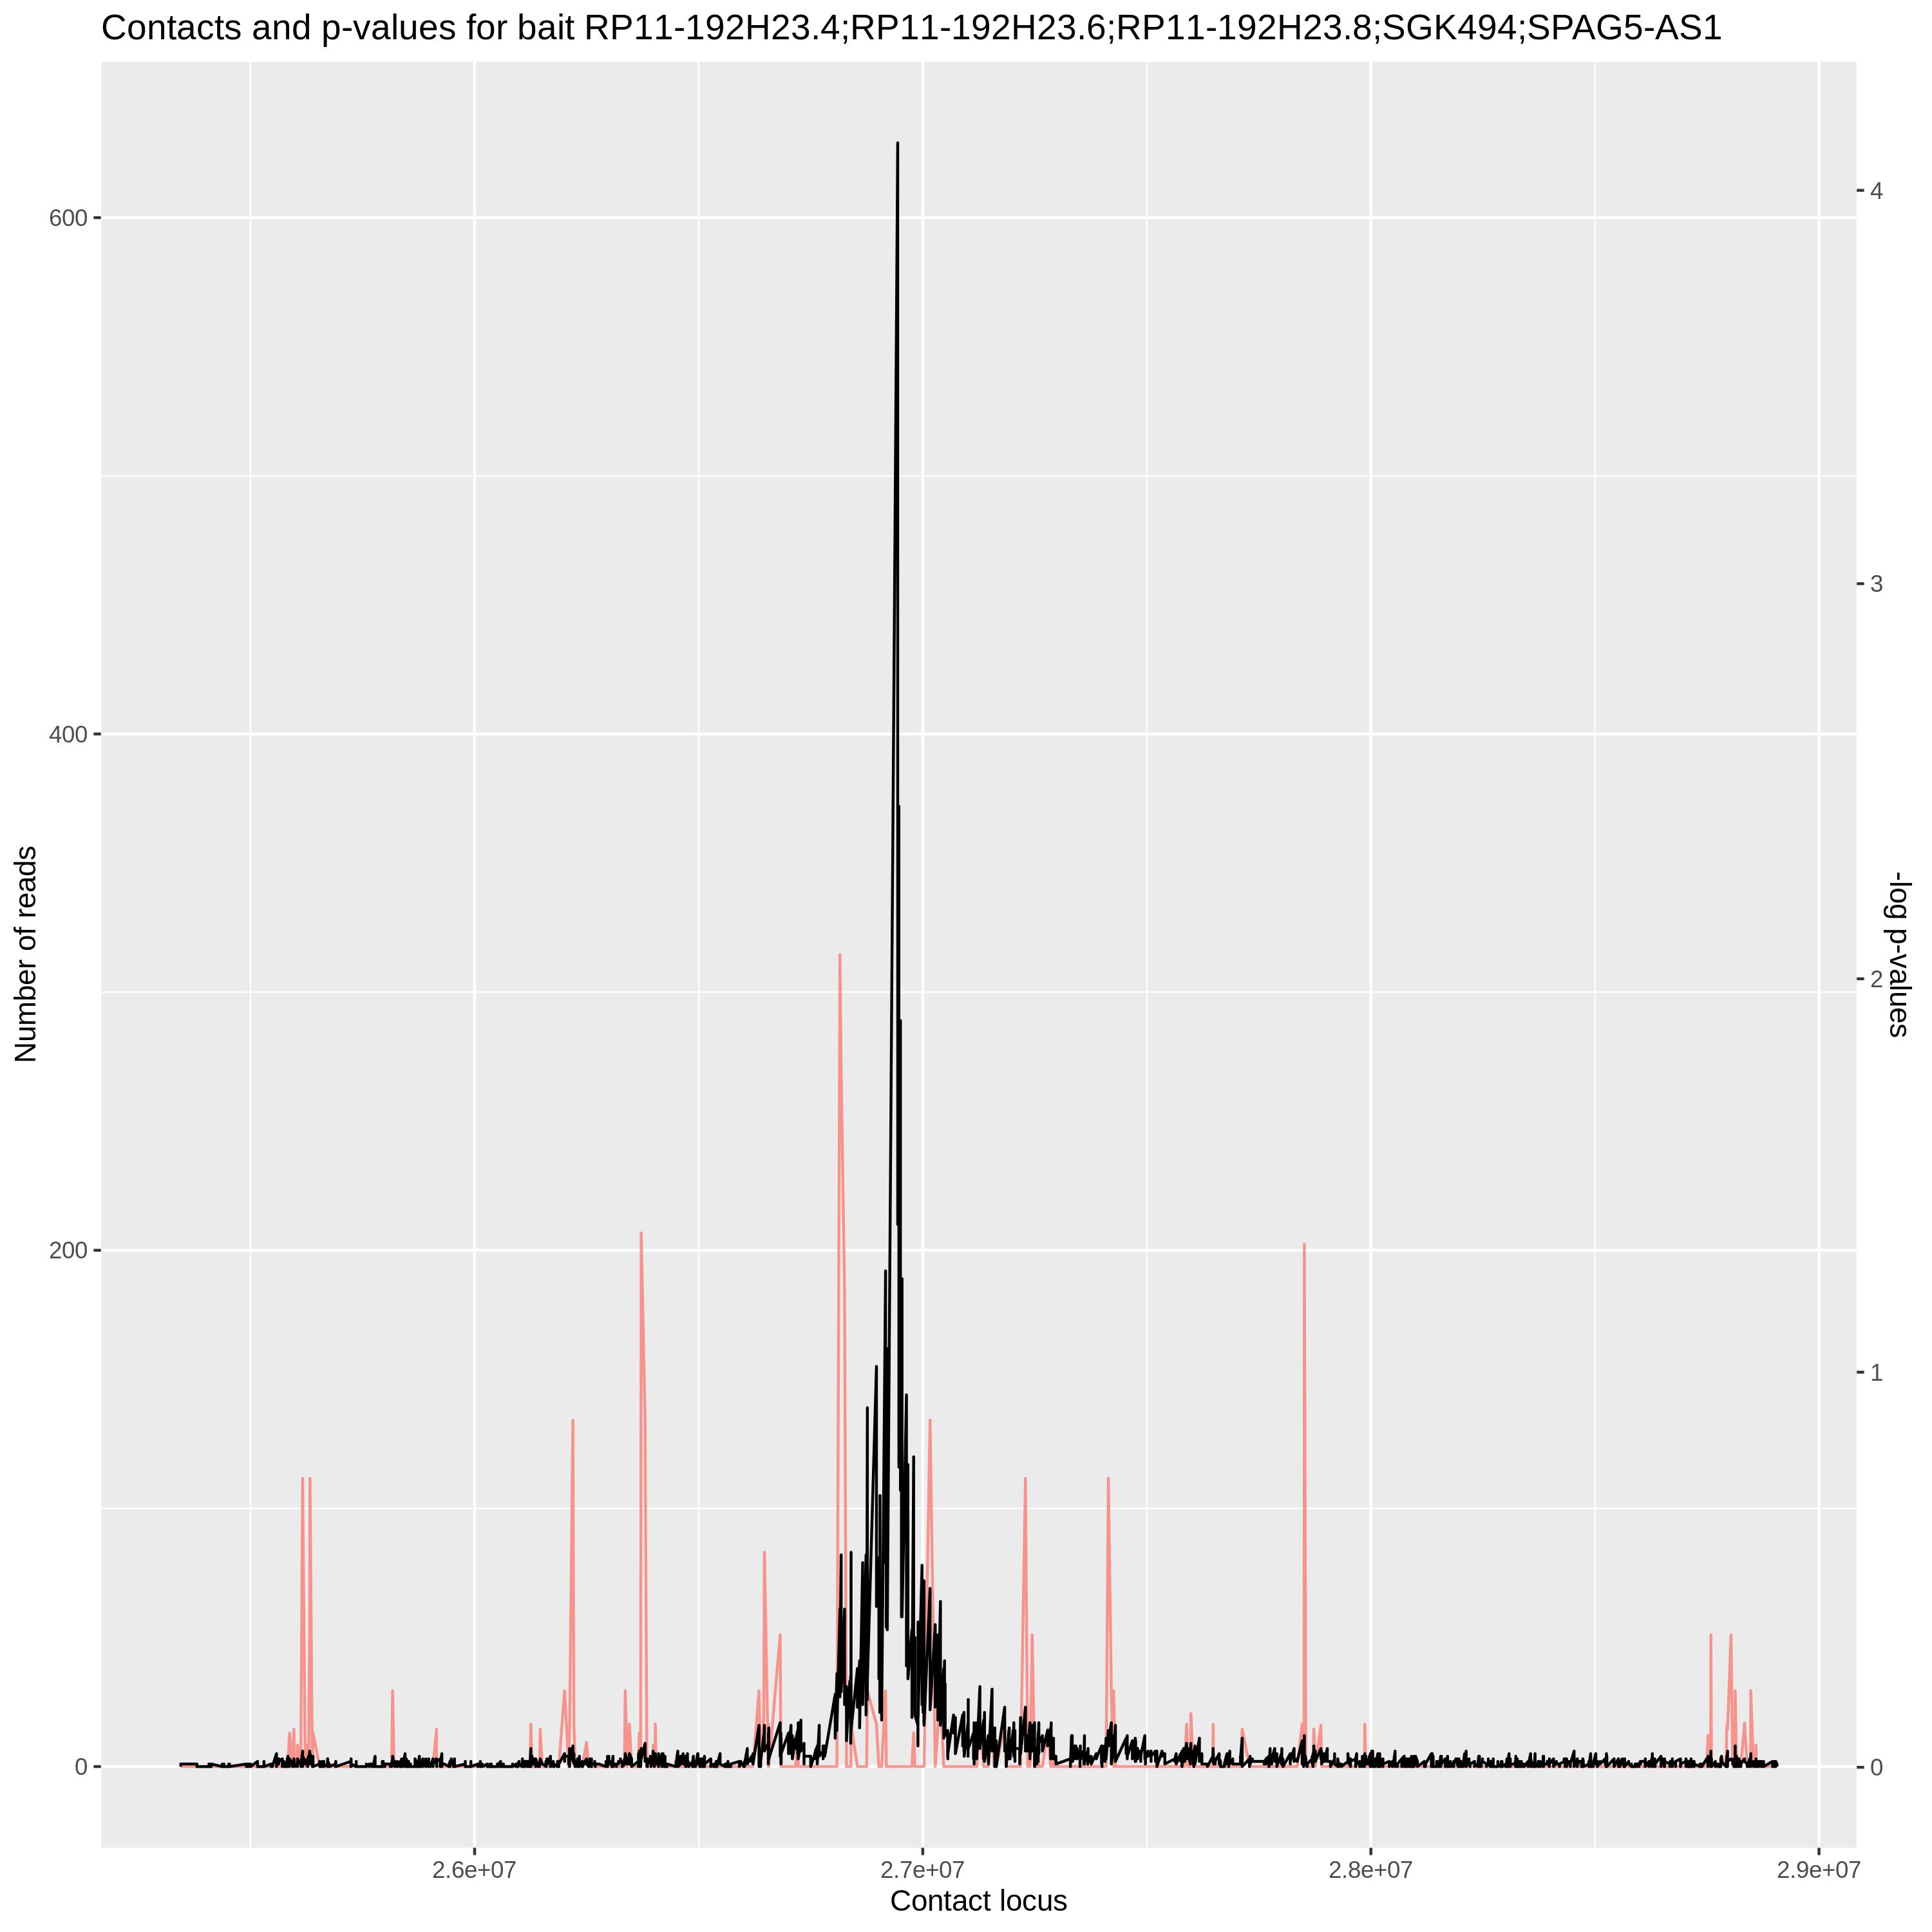 Contacts and p-values for bait RP11-192H23.4;RP11-192H23.6;RP11-192H23.8;SGK494;SPAG5-AS1
Number of reads
600
400
200
0
4
3
2
1
0
-log p-values
2.6e+07
2.7e+07
2.8e+07
2.9e+07
Contact locus